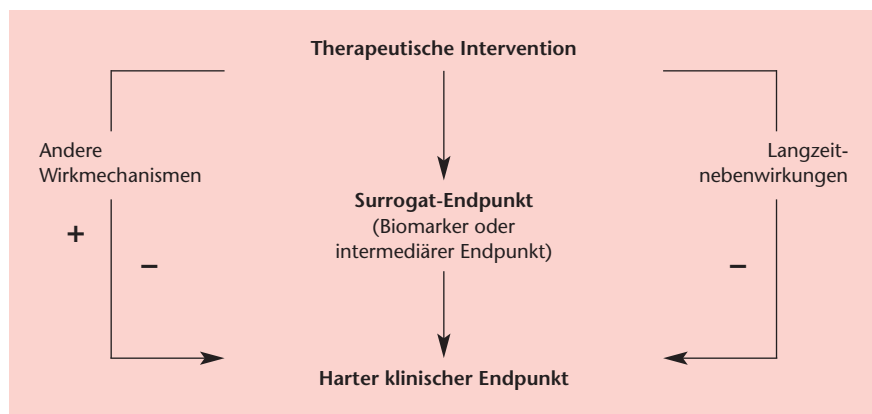 Therapeutische Intervention
Andere
Wirkmechanismen
Langzeit-
nebenwirkungen
Surrogat-Endpunkt
(Biomarker oder
intermediärer Endpunkt)
+
–
–
Harter klinischer Endpunkt